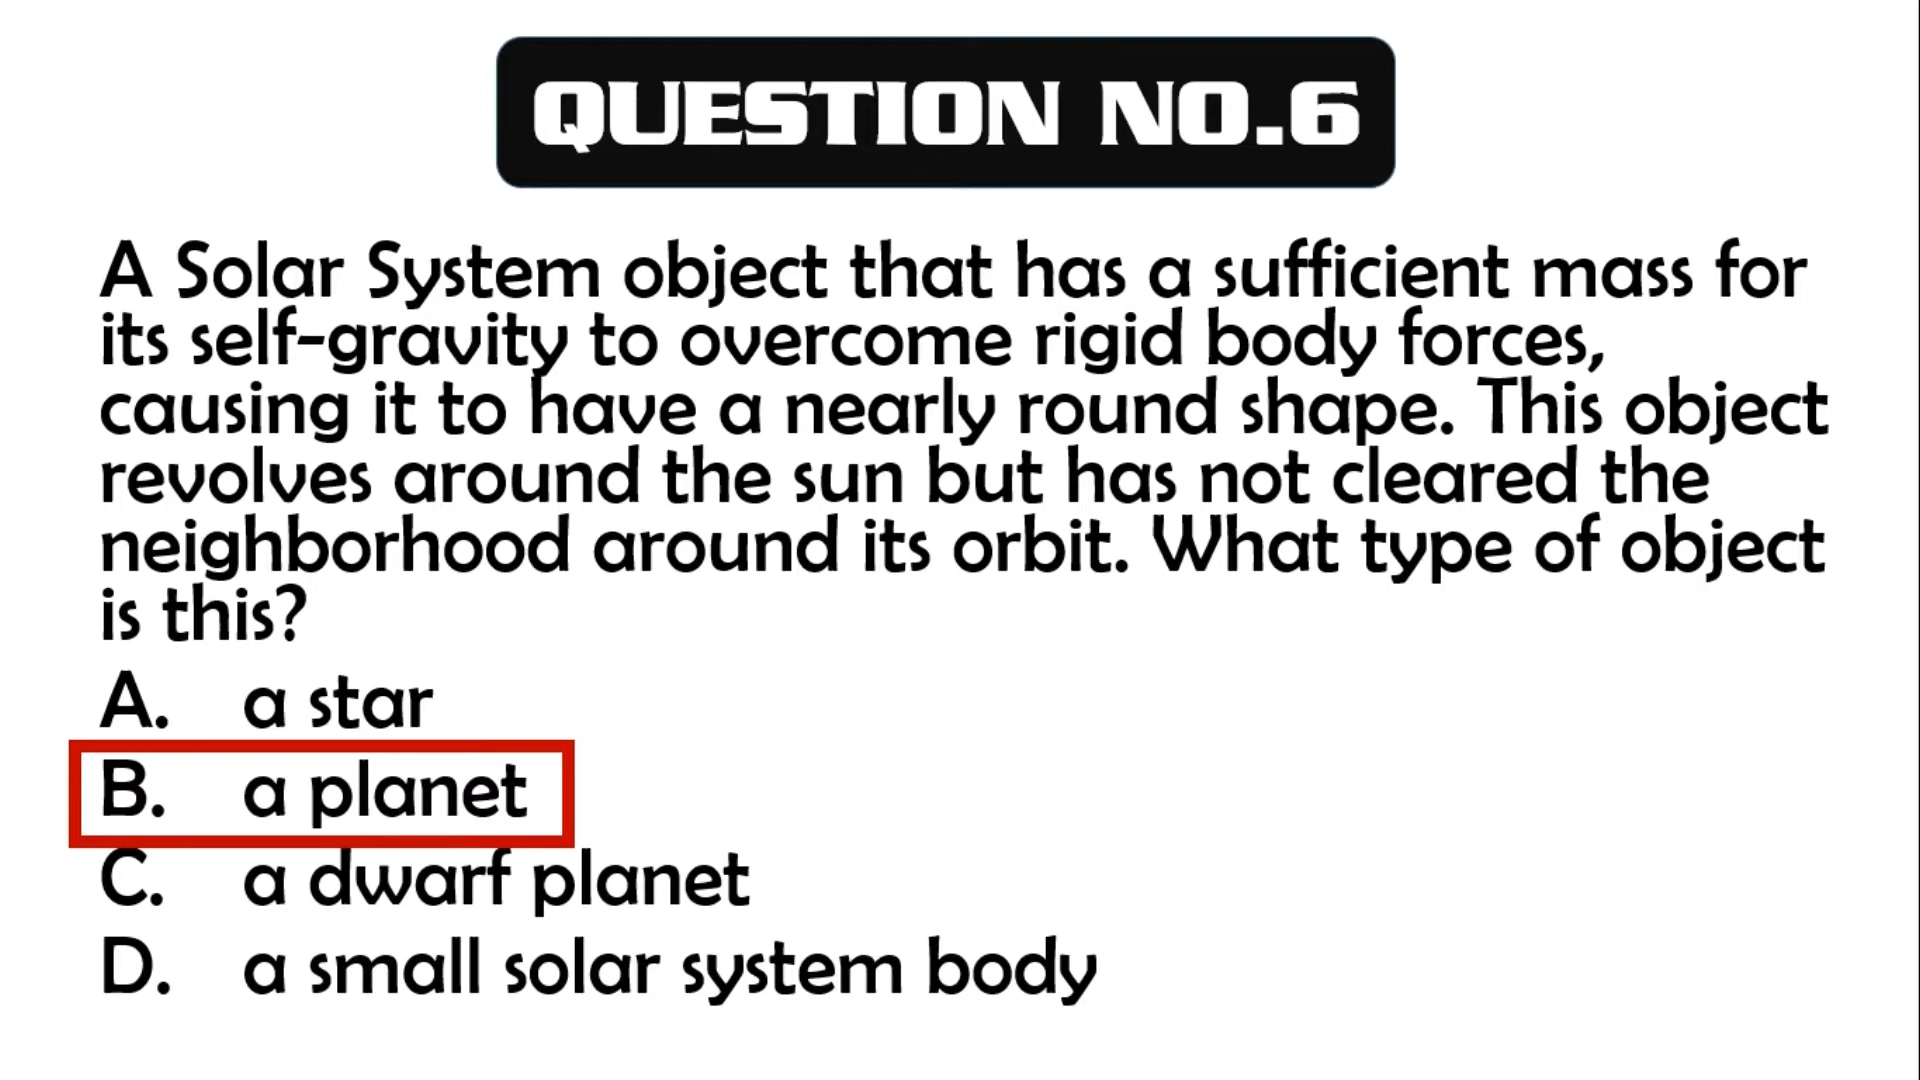 QUESTION NO.6
A Solar System object that has a sufficient mass for
its self-gravity to overcome rigid body forces,
causing it to have a nearly round shape. This object
revolves around the sun but has not cleared the
neighborhood around its orbit. What type of object
is this?
A. a star
B. a planet
C. a dwarf planet
D. a small solar system body